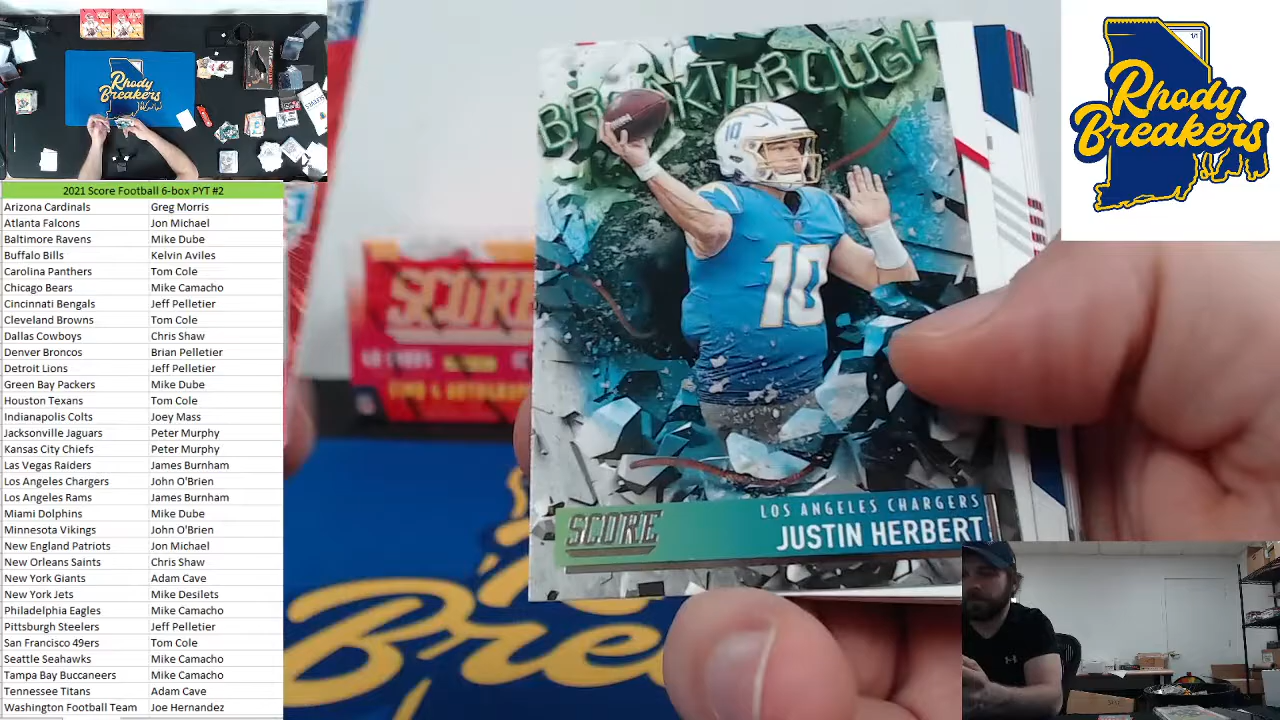 2021 Score Football 6-box PYT #2
Arizona Cardinals Greg Morris
Atlanta Falcons Jon Michael
Baltimore Ravens Mike Dube
Buffalo Bills Kelvin Aviles
Carolina Panthers Tom Cole
Chicago Bears Mike Camacho
Cincinnati Bengals Jeff Pelletier
Cleveland Browns Tom Cole
Dallas Cowboys Chris Shaw
Denver Broncos Brian Pelletier
Detroit Lions Jeff Pelletier
Green Bay Packers Mike Dube
Houston Texans Tom Cole
Indianapolis Colts Joey Mass
Jacksonville Jaguars Peter Murphy
Kansas City Chiefs Peter Murphy
Las Vegas Raiders James Burnham
Los Angeles Chargers John O'Brien
Los Angeles Rams James Burnham
Miami Dolphins Mike Dube
Minnesota Vikings John O'Brien
New England Patriots Jon Michael
New Orleans Saints Chris Shaw
New York Giants Adam Cave
New York Jets Mike Desilets
Philadelphia Eagles Mike Camacho
Pittsburgh Steelers Jeff Pelletier
San Francisco 49ers Tom Cole
Seattle Seahawks Mike Camacho
Tampa Bay Buccaneers Mike Camacho
Tennessee Titans Adam Cave
Washington Football Team Joe Hernandez
Rhody
Breakers
BREAKTHROUGH
10
10
LOS ANGELES CHARGERS
SCORE
JUSTIN HERBERT
SCORE
Bre
1/1
Rhody
Breakers